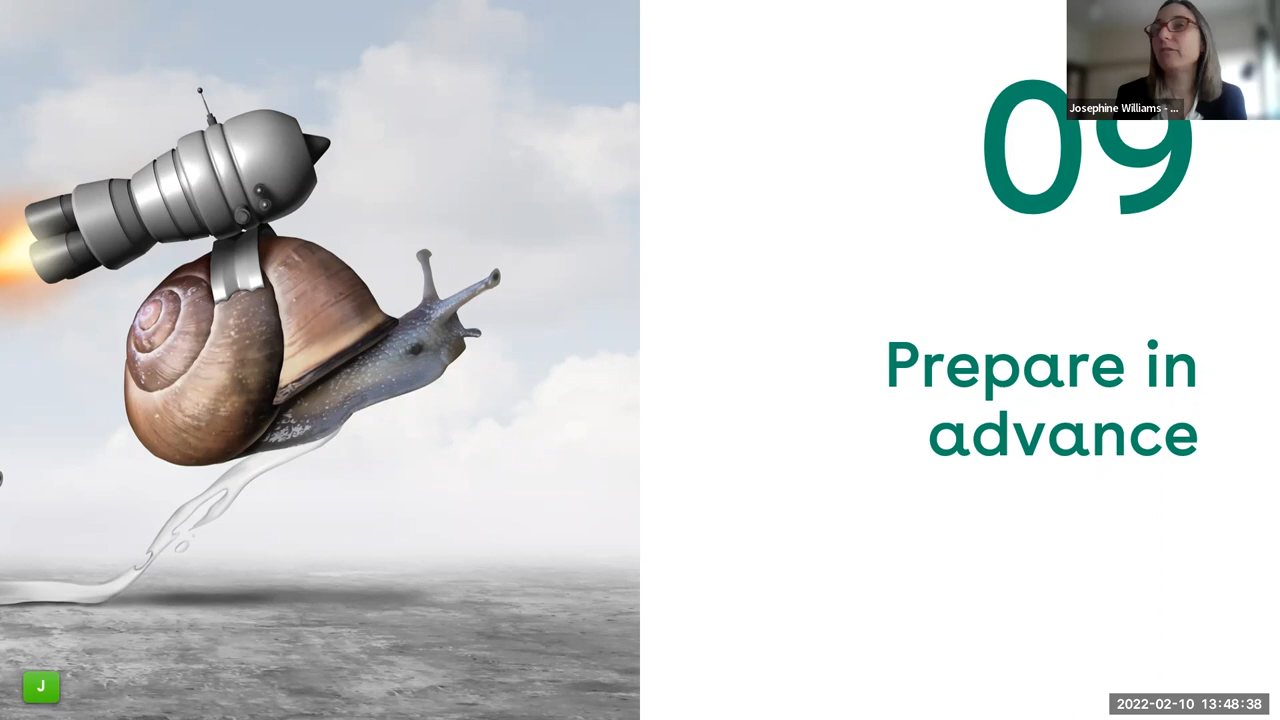 Josephine Williams - ...
09
Prepare in
advance
J
2022-02-10 13:48:38